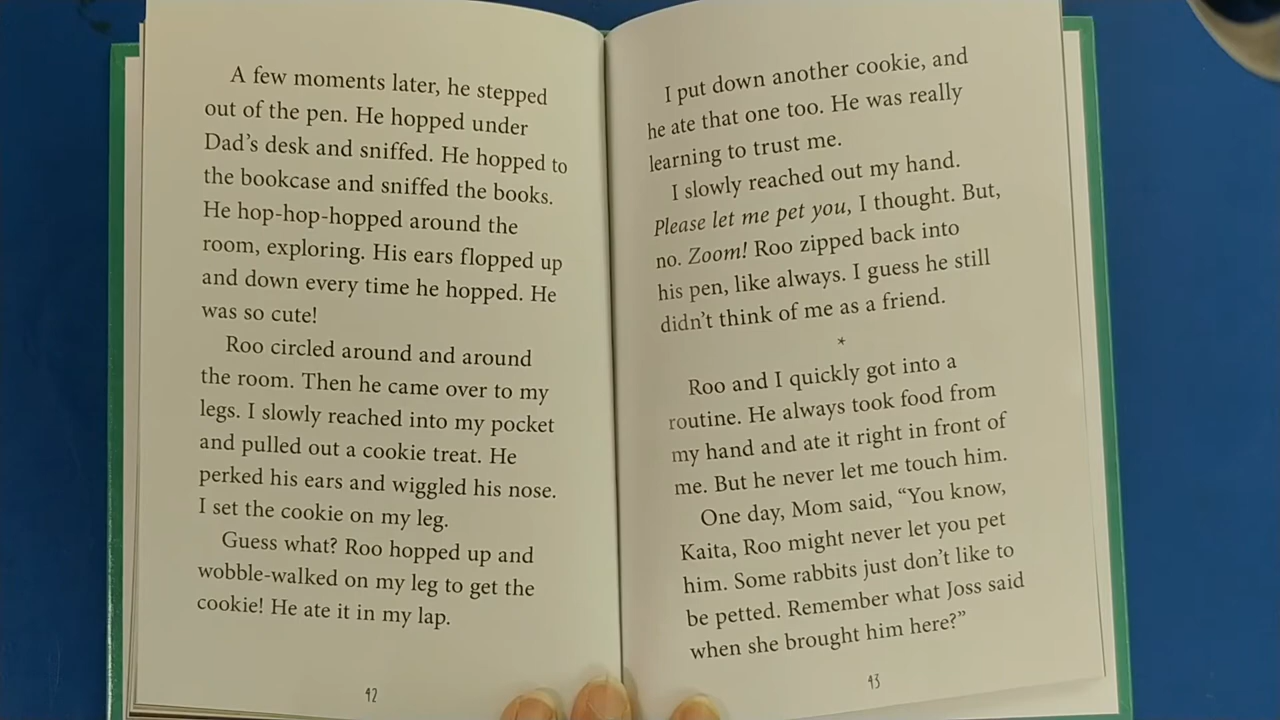 A few moments later, he stepped
out of the pen. He hopped under
Dad’s desk and sniffed. He hopped to
the bookcase and sniffed the books.
He hop-hop-hopped around the
room, exploring. His ears flopped up
and down every time he hopped. He
was so cute!
Roo circled around and around
the room. Then he came over to my
legs. I slowly reached into my pocket
and pulled out a cookie treat. He
perked his ears and wiggled his nose.
I set the cookie on my leg.
Guess what? Roo hopped up and
wobble-walked on my leg to get the
cookie! He ate it in my lap.
42
I put down another cookie, and
he ate that one too. He was really
learning to trust me.
I slowly reached out my hand.
Please let me pet you, I thought. But,
no. Zoom! Roo zipped back into
his pen, like always. I guess he still
didn’t think of me as a friend.
*
Roo and I quickly got into a
routine. He always took food from
my hand and ate it right in front of
me. But he never let me touch him.
One day, Mom said, “You know,
Kaita, Roo might never let you pet
him. Some rabbits just don’t like to
be petted. Remember what Joss said
when she brought him here?”
43